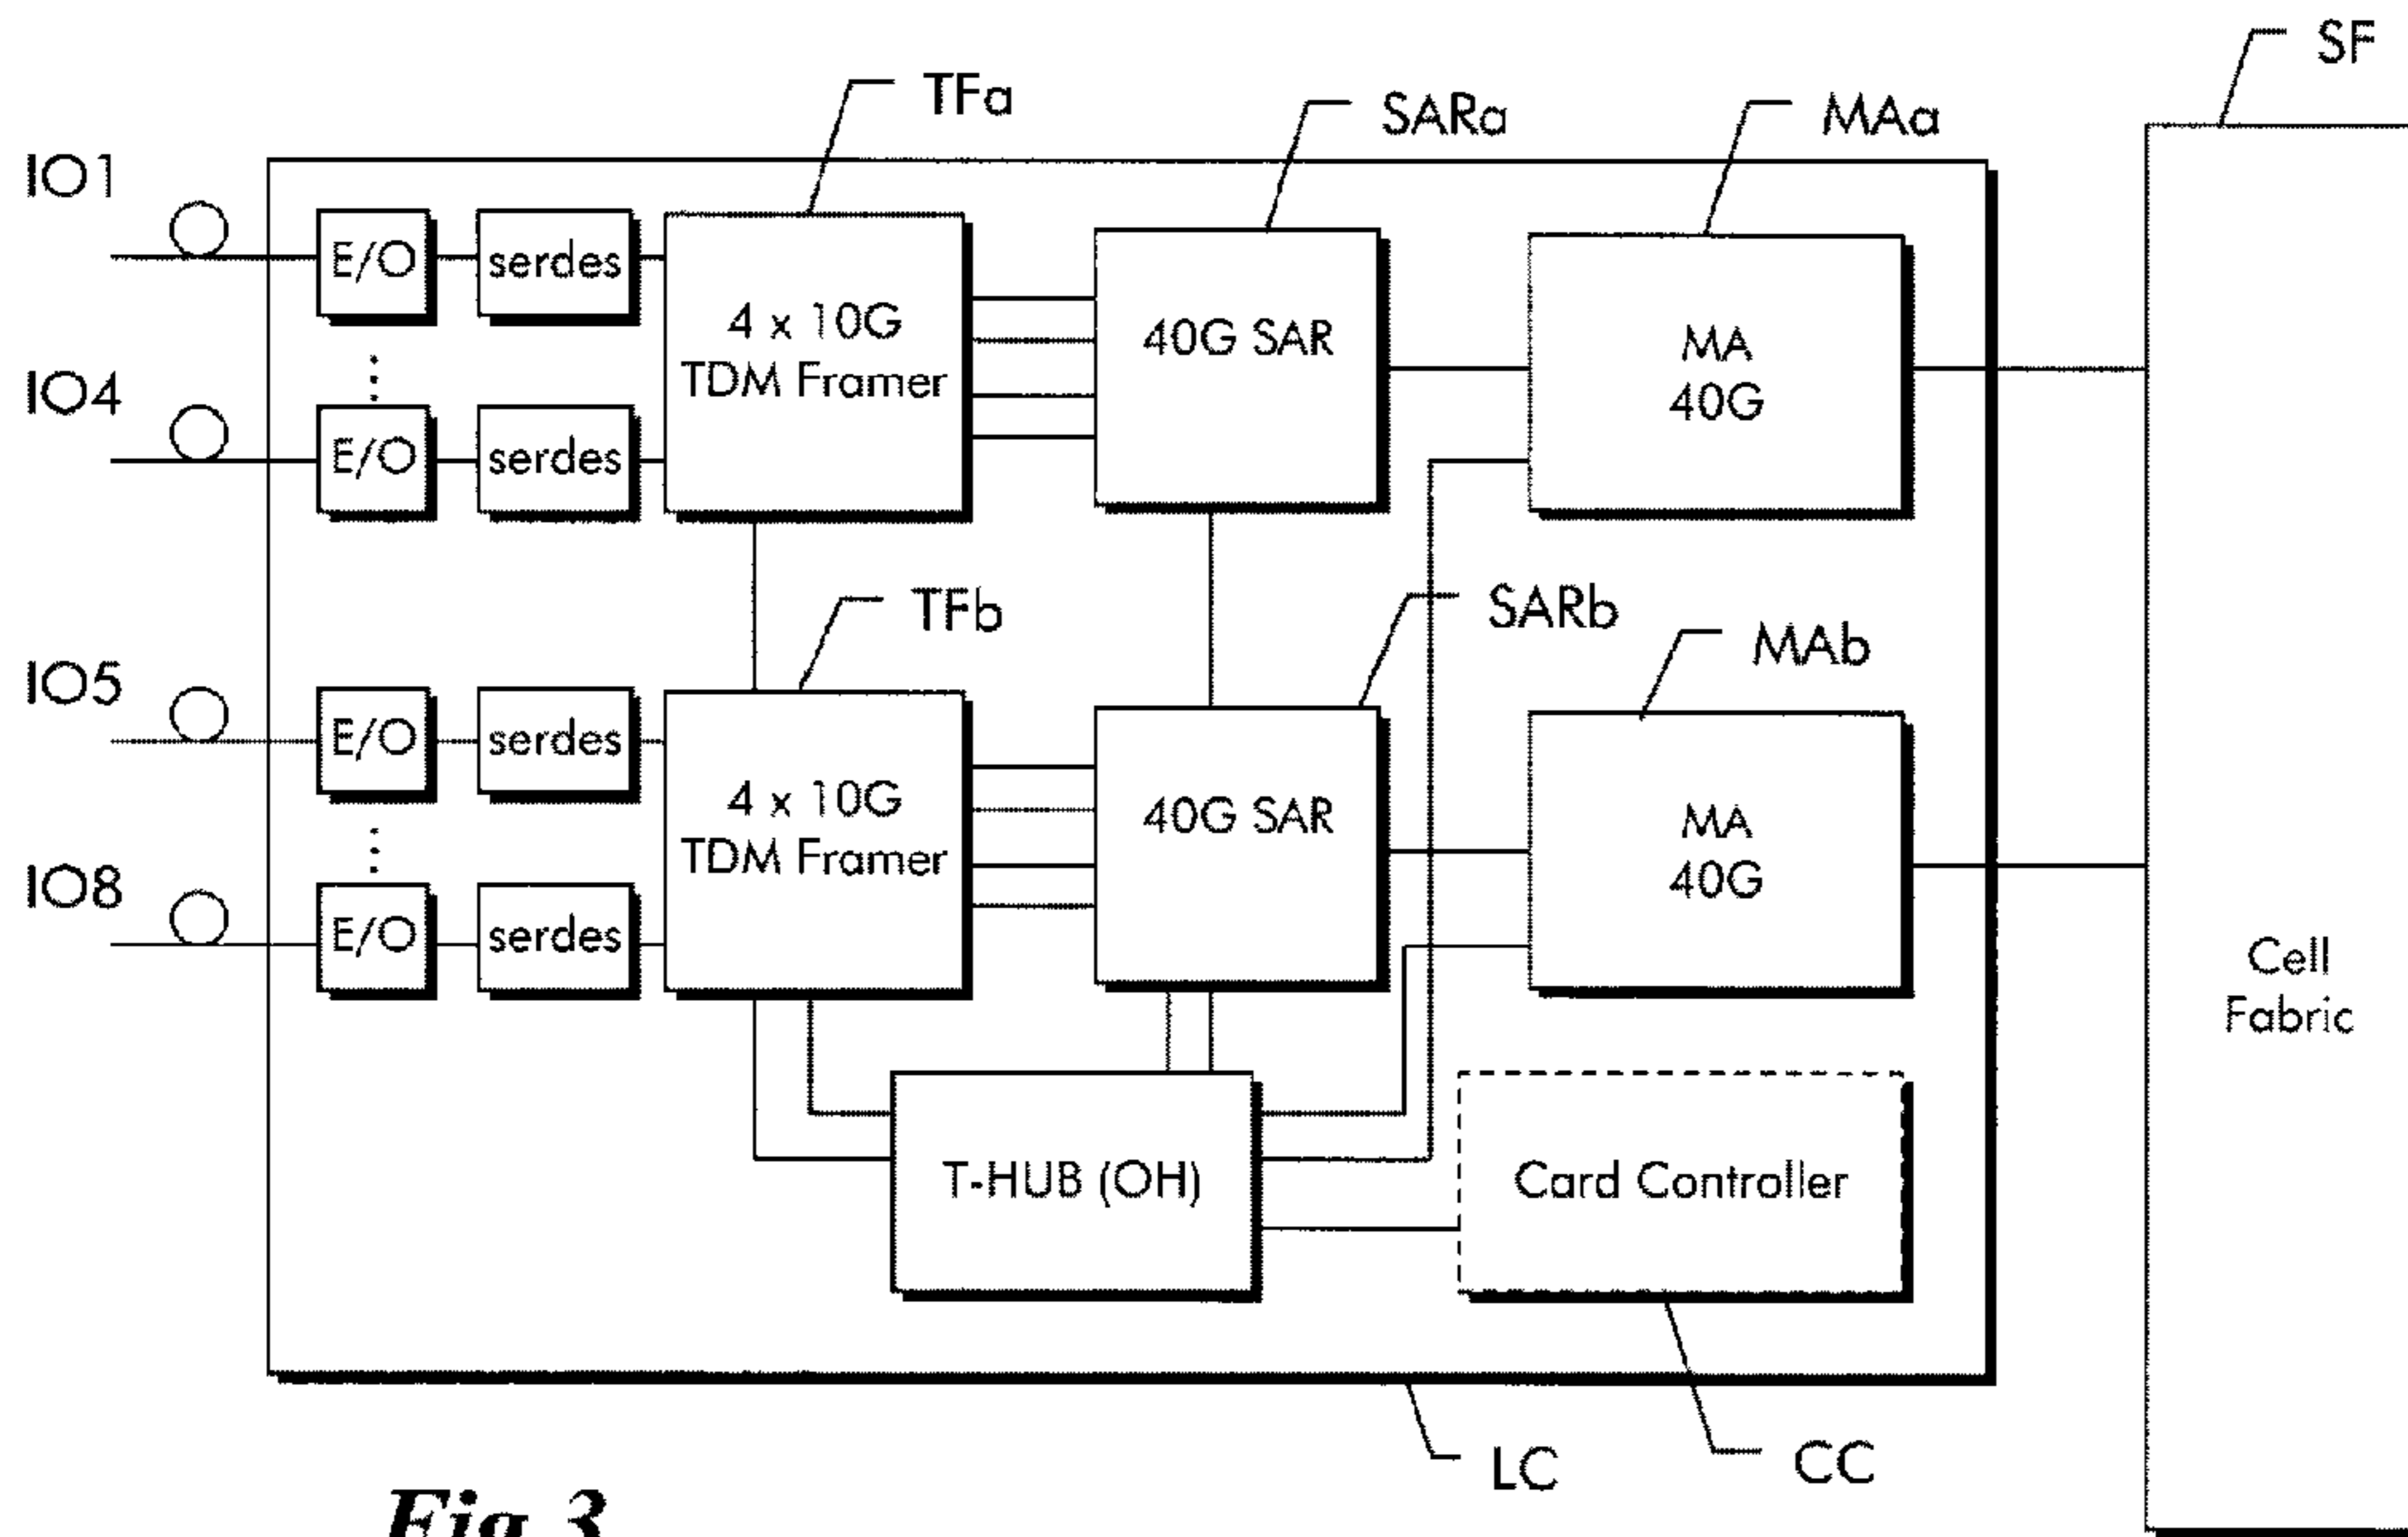 SF
TFa
SARa
MAa
IO1
E/O
serdes
4 x 10G
TDM Framer
40G SAR
MA
40G
IO4
E/O
serdes
TFb
SARb
MAb
IO5
E/O
serdes
4 x 10G
TDM Framer
40G SAR
MA
40G
IO8
E/O
serdes
Cell
Fabric
T-HUB (OH)
Card Controller
LC
CC
Fig 3